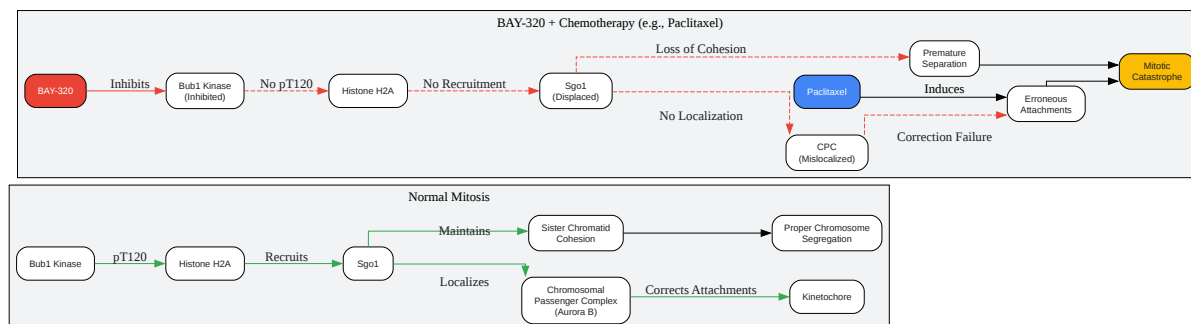 BAY-320 + Chemotherapy (e.g., Paclitaxel)
Loss of Cohesion
Premature
Separation
Mitotic
Catastrophe
BAY-320
Inhibits
Bub1 Kinase
(Inhibited)
No pT120
Histone H2A
No Recruitment
Sgo1
(Displaced)
Paclitaxel
Induces
Erroneous
Attachments
No Localization
CPC
(Mislocalized)
Correction Failure
Normal Mitosis
Bub1 Kinase
pT120
Histone H2A
Recruits
Sgo1
Maintains
Sister Chromatid
Cohesion
Proper Chromosome
Segregation
Localizes
Chromosomal
Passenger Complex
(Aurora B)
Corrects Attachments
Kinetochore